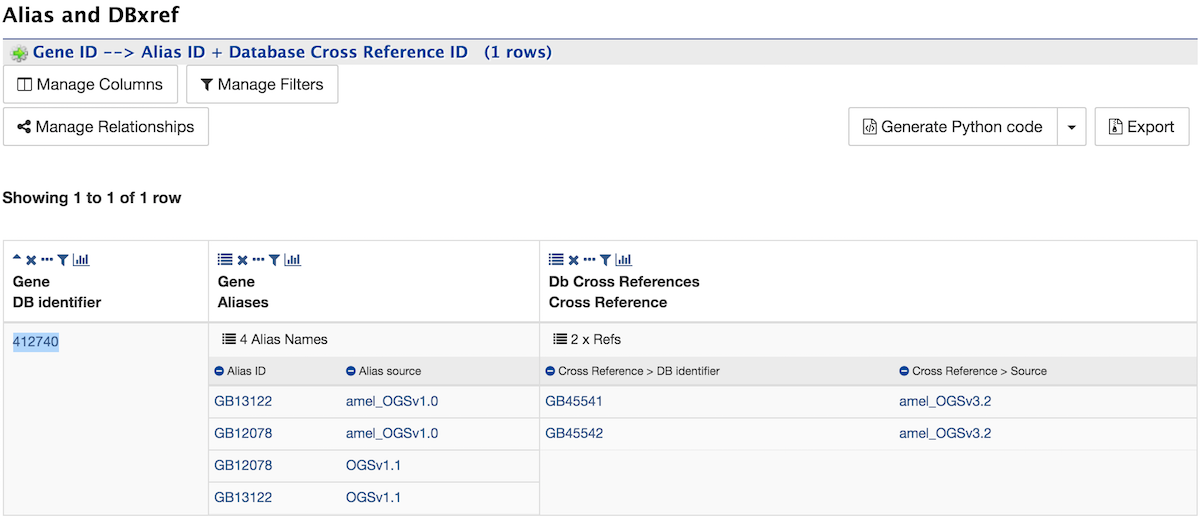 Alias and DBxref
Gene ID --> Alias ID + Database Cross Reference ID (1 rows)
Manage Columns
Manage Filters
Manage Relationships
Generate Python code
Export
Showing 1 to 1 of 1 row
Gene
DB identifier
Gene
Aliases
Db Cross References
Cross Reference
412740
4 Alias Names
2 x Refs
Alias ID
Alias source
Cross Reference > DB identifier
Cross Reference > Source
GB13122
amel_OGSv1.0
GB45541
amel_OGSv3.2
GB12078
amel_OGSv1.0
GB45542
amel_OGSv3.2
GB12078
OGSv1.1
GB13122
OGSv1.1